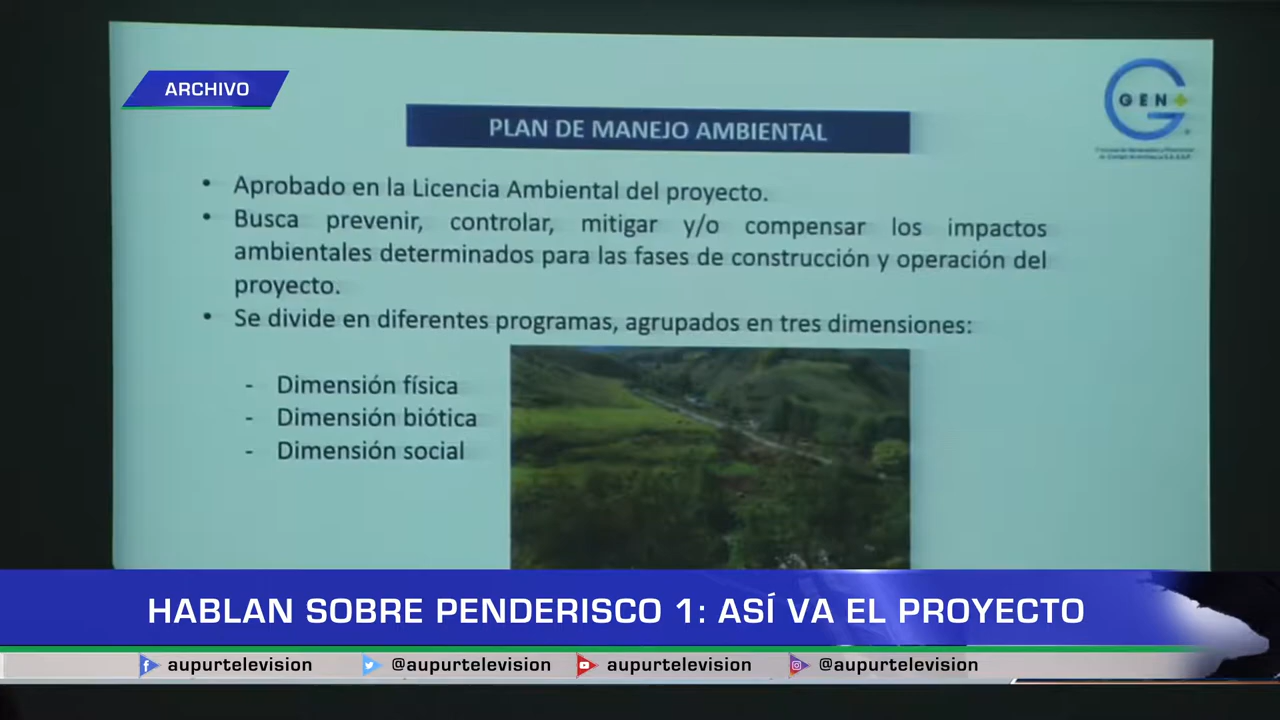 ARCHIVO
GEN+
PLAN DE MANEJO AMBIENTAL
• Aprobado en la Licencia Ambiental del proyecto.
• Busca prevenir, controlar, mitigar y/o compensar los impactos
ambientales determinados para las fases de construcción y operación del
proyecto.
• Se divide en diferentes programas, agrupados en tres dimensiones:
- Dimensión física
- Dimensión biótica
- Dimensión social
HABLAN SOBRE PENDERISCO 1: ASÍ VA EL PROYECTO
aupurtelevision @aupurtelevision aupurtelevision @aupurtelevision